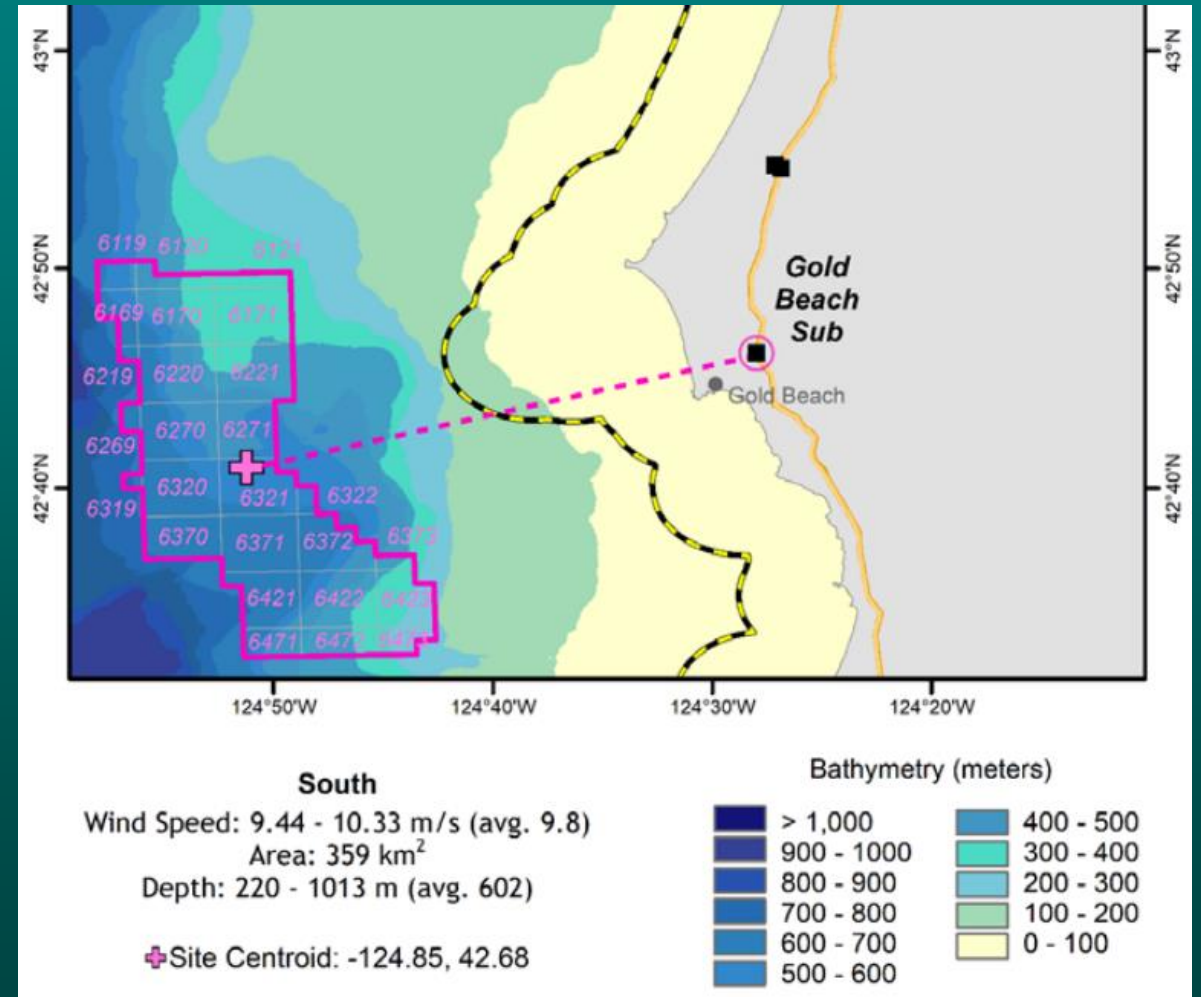 43°N
43°N
6119 6120 6121
42°50'N
Gold
Beach
Sub
42°50'N
6169 6170 6171
6219 6220 6221
Gold Beach
6270 6271
6269
42°40'N
6320 6321 6322
42°40'N
6319
6370 6371 6372 6373
6421 6422 6423
6471 6472
124°50'W 124°40'W 124°30'W 124°20'W
South
Wind Speed: 9.44 - 10.33 m/s (avg. 9.8)
Area: 359 km²
Depth: 220 - 1013 m (avg. 602)
Site Centroid: -124.85, 42.68
Bathymetry (meters)
> 1,000
900 - 1000
800 - 900
700 - 800
600 - 700
500 - 600
400 - 500
300 - 400
200 - 300
100 - 200
0 - 100